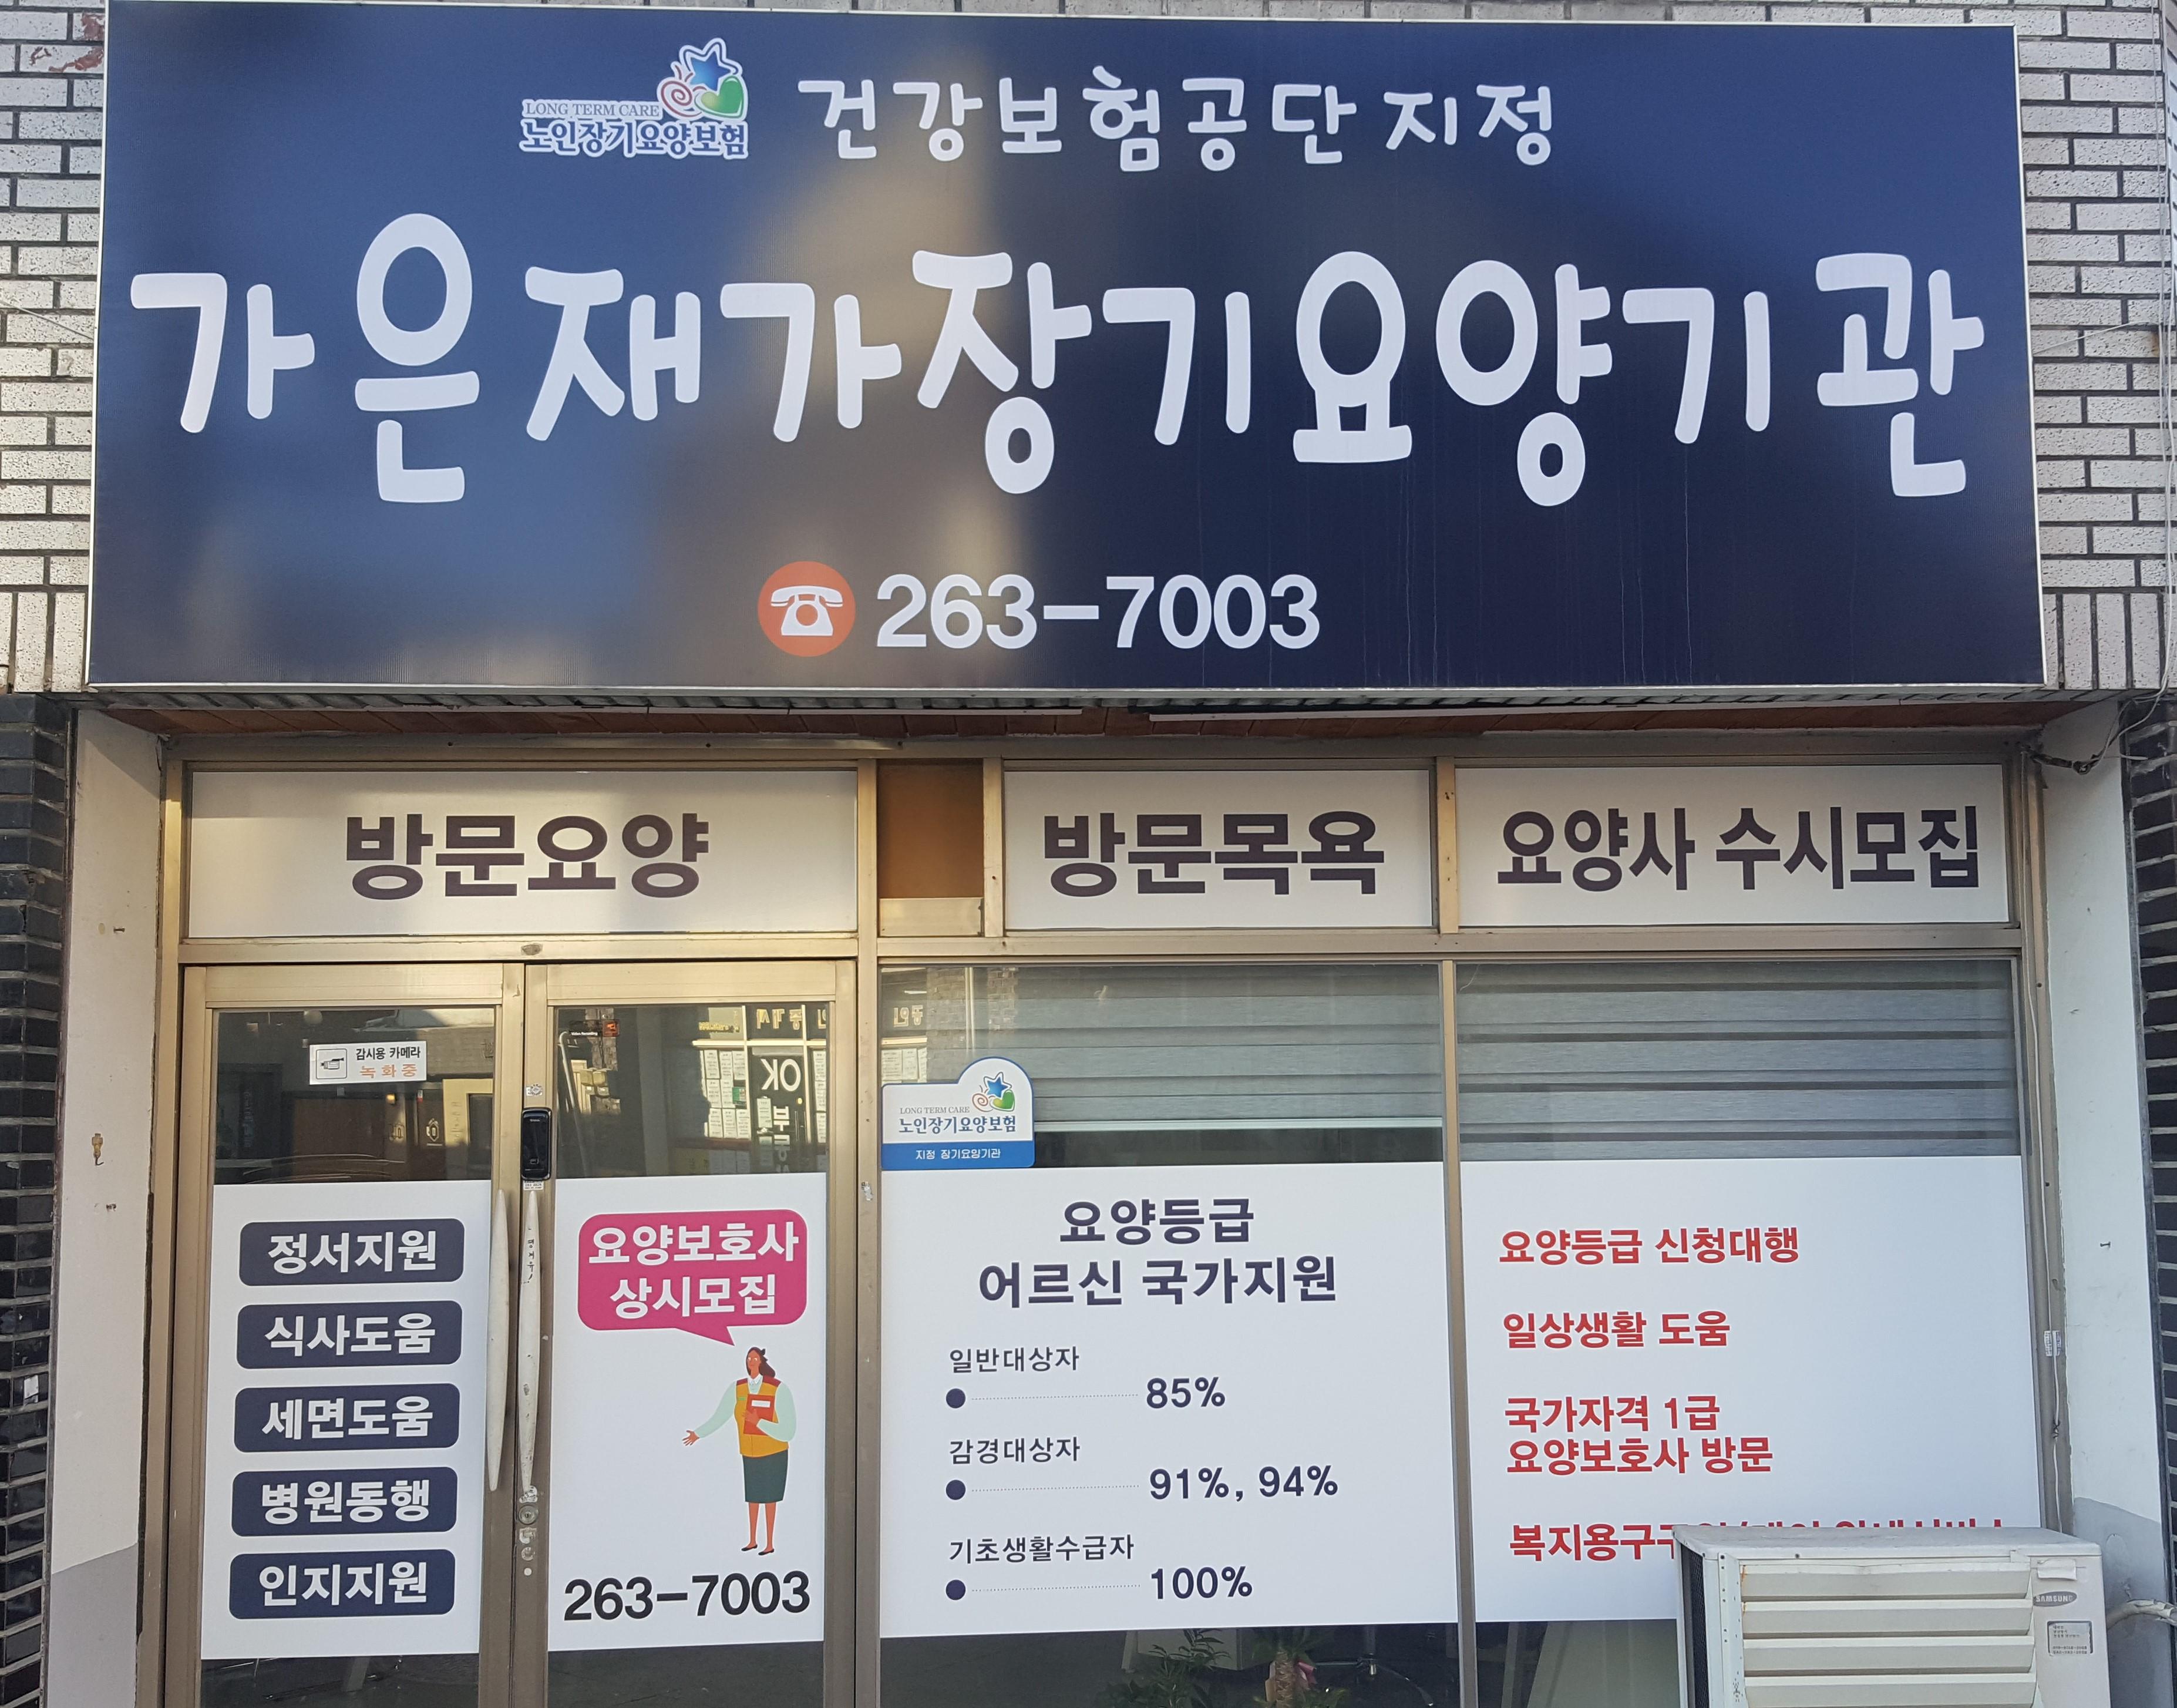 LONG TERM CARE
노인장기요양보험
건강보험공단 지정
가은재가장기요양기관
263-7003
방문요양
방문목욕
요양사 수시모집
감시용 카메라
녹화중
OK
LONG TERM CARE
노인장기요양보험
지정 장기요양기관
정서지원
식사도움
세면도움
병원동행
인지지원
요양보호사
상시모집
263-7003
요양등급
어르신 국가지원
일반대상자
85%
감경대상자
91%, 94%
기초생활수급자
100%
요양등급 신청대행
일상생활 도움
국가자격 1급
요양보호사 방문
복지용구
SAMSUNG